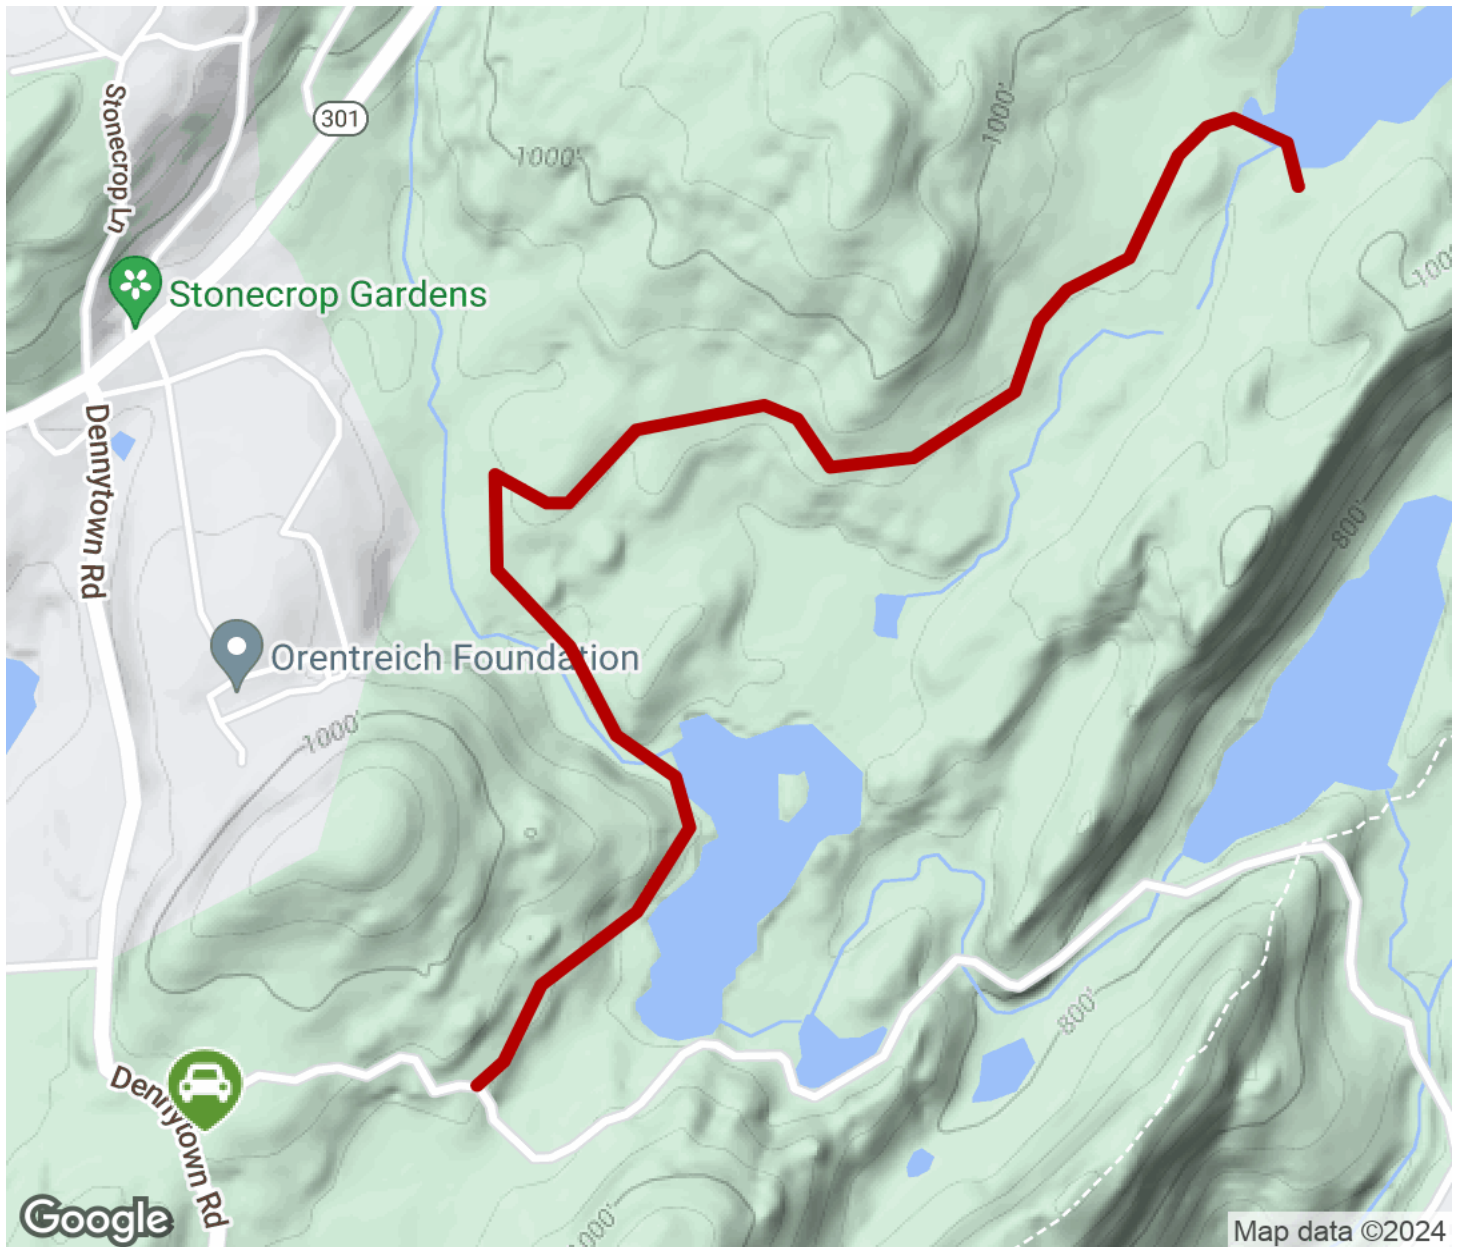 301
Stonecrop Ln
1000'
1000'
100
Stonecrop Gardens
Dennytown Rd
800'
Orentreich Foundation
1000'
800'
Dennytown Rd
1000'
Google
Map data ©2024